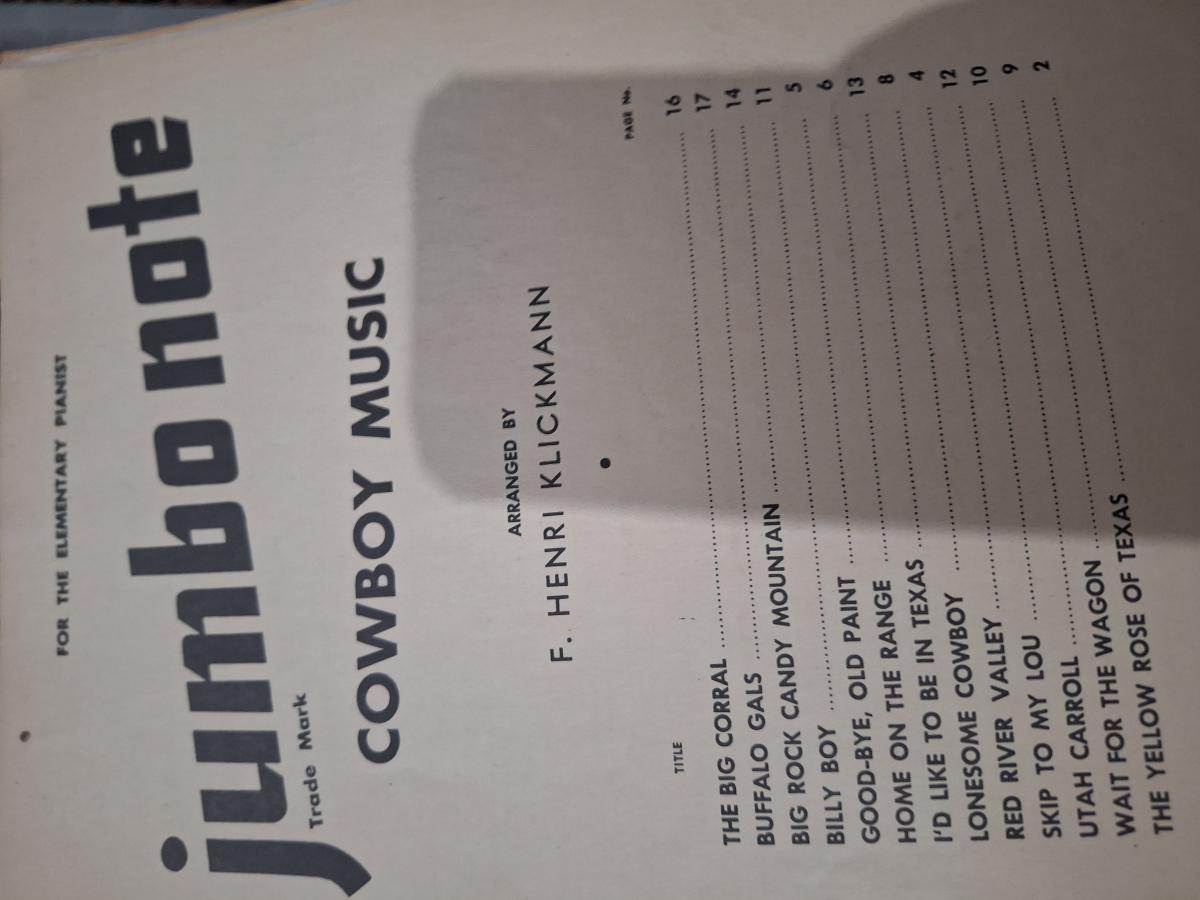 FOR THE ELEMENTARY PIANIST
jumbo note
Trade Mark
COWBOY MUSIC
ARRANGED BY
F. HENRI KLICKMANN
TITLE PAGE No.
THE BIG CORRAL ........ 16
BUFFALO GALS ........ 17
BIG ROCK CANDY MOUNTAIN ........ 14
BILLY BOY ........ 11
GOOD-BYE, OLD PAINT ........ 5
HOME ON THE RANGE ........ 6
I'D LIKE TO BE IN TEXAS ........ 13
LONESOME COWBOY ........ 8
RED RIVER VALLEY ........ 4
SKIP TO MY LOU ........ 12
UTAH CARROLL ........ 10
WAIT FOR THE WAGON ........ 9
THE YELLOW ROSE OF TEXAS ........ 2